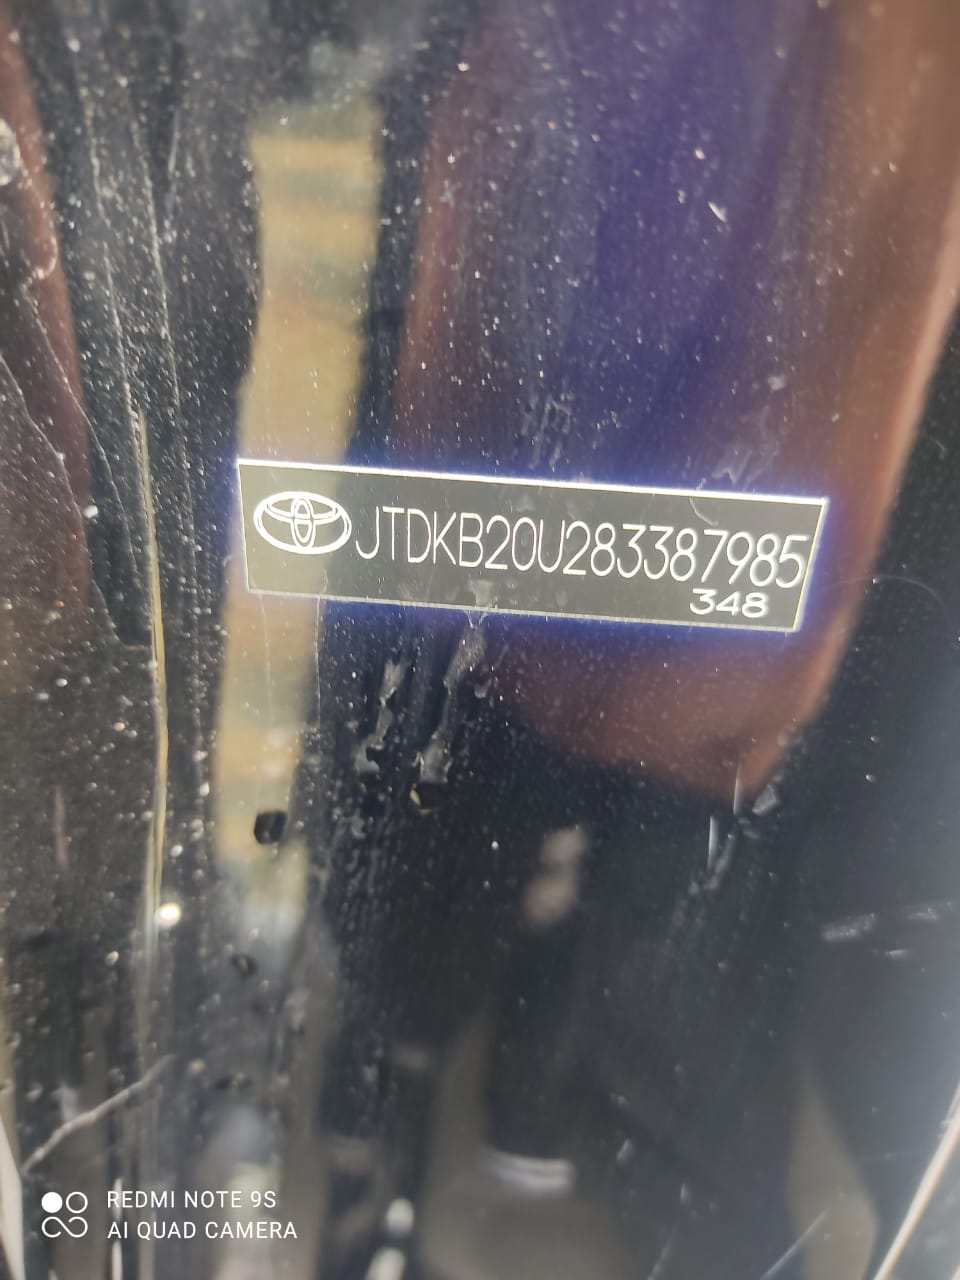 JTDKB20U283387985
348
REDMI NOTE 9S
AI QUAD CAMERA